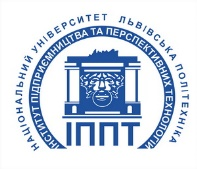 НАЦІОНАЛЬНИЙ УНІВЕРСИТЕТ ЛЬВІВСЬКА ПОЛІТЕХНІКА
ІНСТИТУТ ПІДПРИЄМНИЦТВА ТА ПЕРСПЕКТИВНИХ ТЕХНОЛОГІЙ
ІППТ